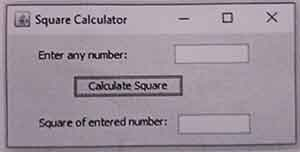 Square Calculator
Enter any number:
Calculate Square
Square of entered number: